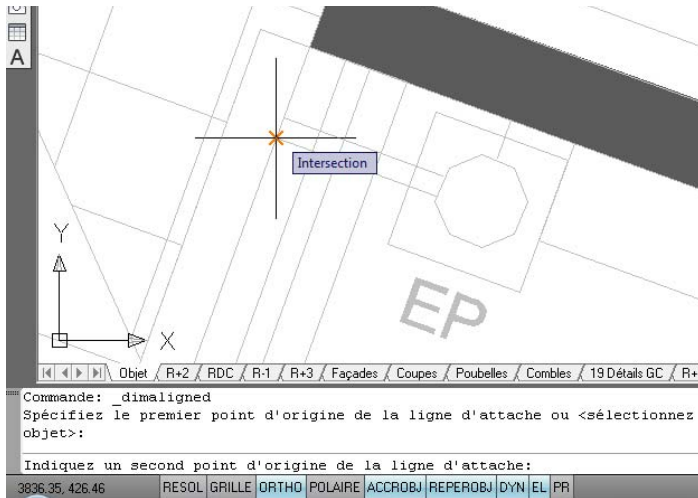 A
Intersection
EP
Y
X
Objet / R+2 / RDC / R-1 / R+3 / Façades / Coupes / Poubelles / Combles / 19 Détails GC / R+
Commande: _dimaligned
Spécifiez le premier point d'origine de la ligne d'attache ou <sélectionnez
objet>:
Indiquez un second point d'origine de la ligne d'attache:
3836.35, 426.46 RESOL GRILLE ORTHO POLAIRE ACCROBJ REPEROBJ DYN EL PR